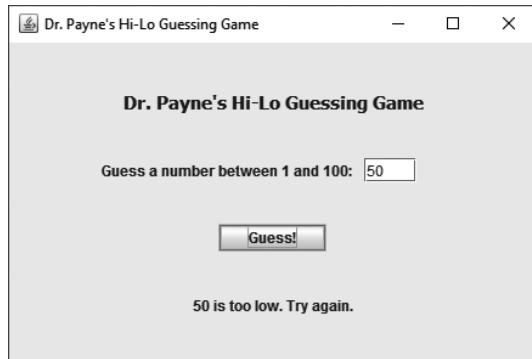 Dr. Payne's Hi-Lo Guessing Game
Dr. Payne's Hi-Lo Guessing Game
Guess a number between 1 and 100: 50
Guess!
50 is too low. Try again.